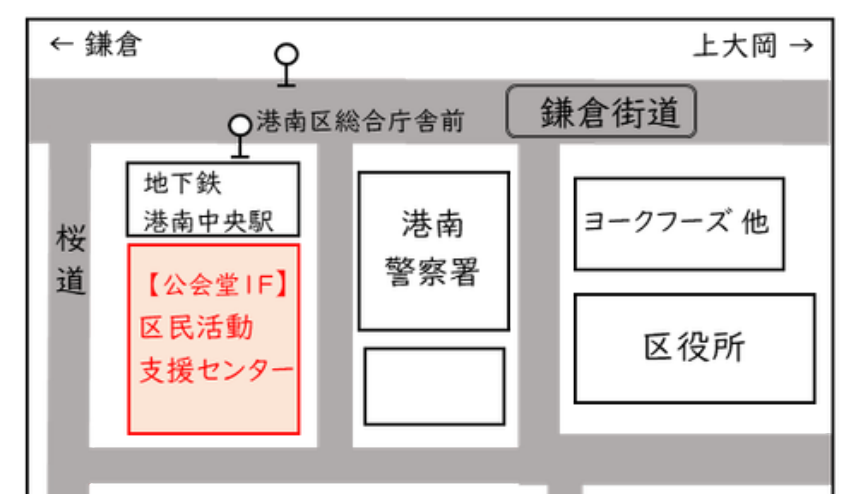 ← 鎌倉
上大岡 →
港南区総合庁舎前
鎌倉街道
地下鉄
港南中央駅
桜道
【公会堂1F】
区民活動
支援センター
港南
警察署
ヨークフーズ 他
区役所